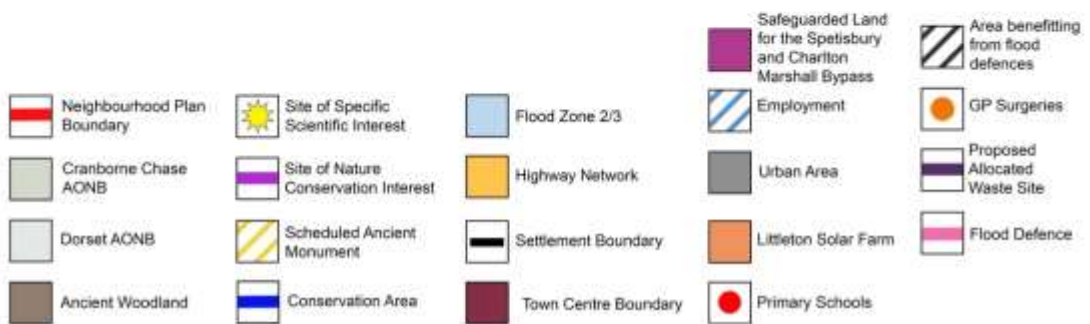 Neighbourhood Plan
Boundary
Cranborne Chase
AONB
Dorset AONB
Ancient Woodland
Site of Specific
Scientific Interest
Site of Nature
Conservation Interest
Scheduled Ancient
Monument
Conservation Area
Flood Zone 2/3
Highway Network
Settlement Boundary
Town Centre Boundary
Safeguarded Land
for the Spetisbury
and Charlton
Marshall Bypass
Employment
Urban Area
Littleton Solar Farm
Primary Schools
Area benefitting
from flood
defences
GP Surgeries
Proposed
Allocated
Waste Site
Flood Defence